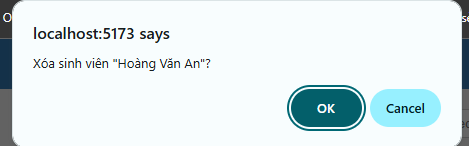 localhost:5173 says
Xóa sinh viên "Hoàng Văn An"?
OK
Cancel